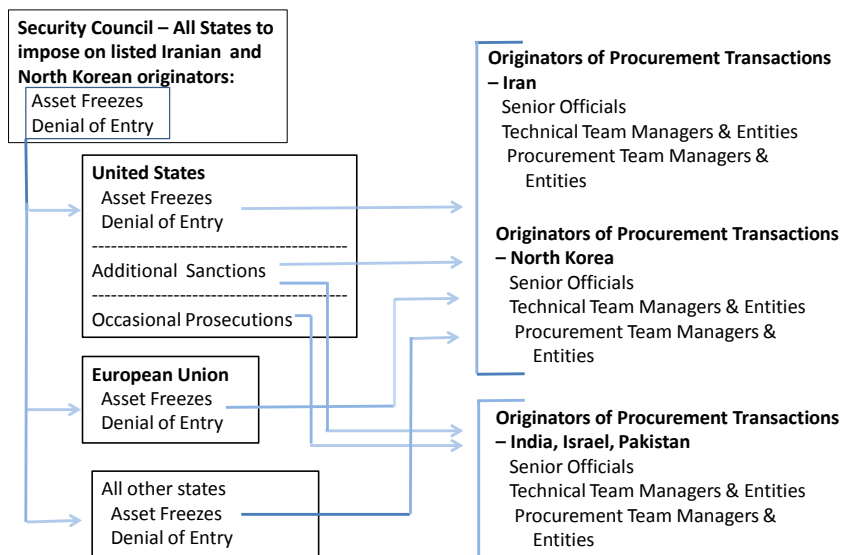 Security Council – All States to
impose on listed Iranian and
North Korean originators:
Asset Freezes
Denial of Entry
United States
Asset Freezes
Denial of Entry
----------------------------------------
Additional Sanctions
----------------------------------------
Occasional Prosecutions
European Union
Asset Freezes
Denial of Entry
All other states
Asset Freezes
Denial of Entry
Originators of Procurement Transactions
– Iran
Senior Officials
Technical Team Managers & Entities
Procurement Team Managers &
Entities
Originators of Procurement Transactions
– North Korea
Senior Officials
Technical Team Managers & Entities
Procurement Team Managers &
Entities
Originators of Procurement Transactions
– India, Israel, Pakistan
Senior Officials
Technical Team Managers & Entities
Procurement Team Managers &
Entities